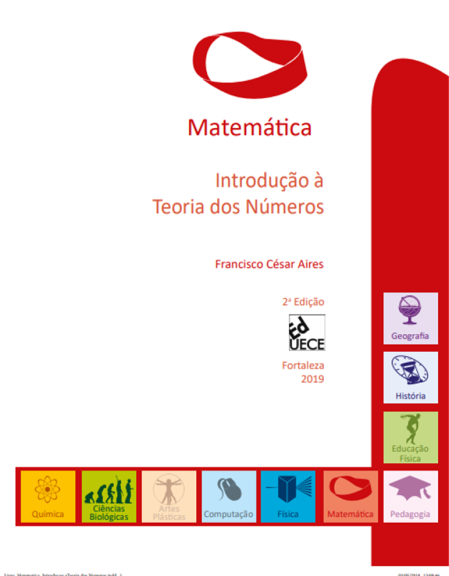 Matemática
Introdução à
Teoria dos Números
Francisco César Aires
2ª Edição
Ed
UECE
Fortaleza
2019
Geografia
História
Educação
Física
Química
Ciências
Biológicas
Artes
Plásticas
Computação
Física
Matemática
Pedagogia